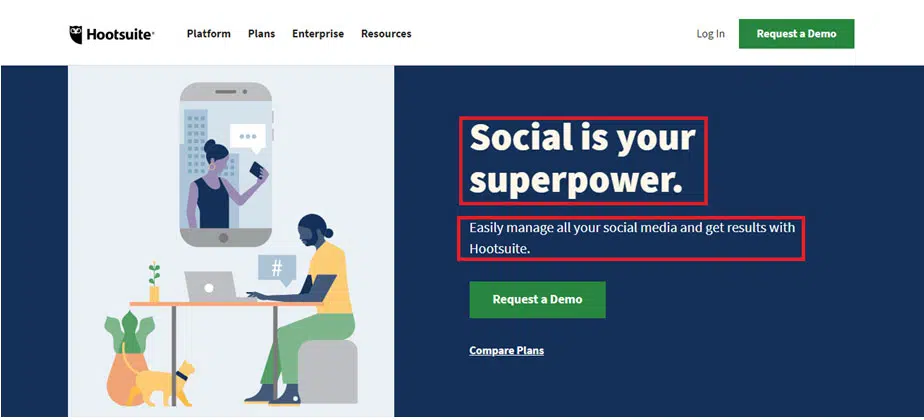 Hootsuite®
Platform Plans Enterprise Resources
Log In
Request a Demo
Social is your
superpower.
Easily manage all your social media and get results with
Hootsuite.
#
Request a Demo
Compare Plans